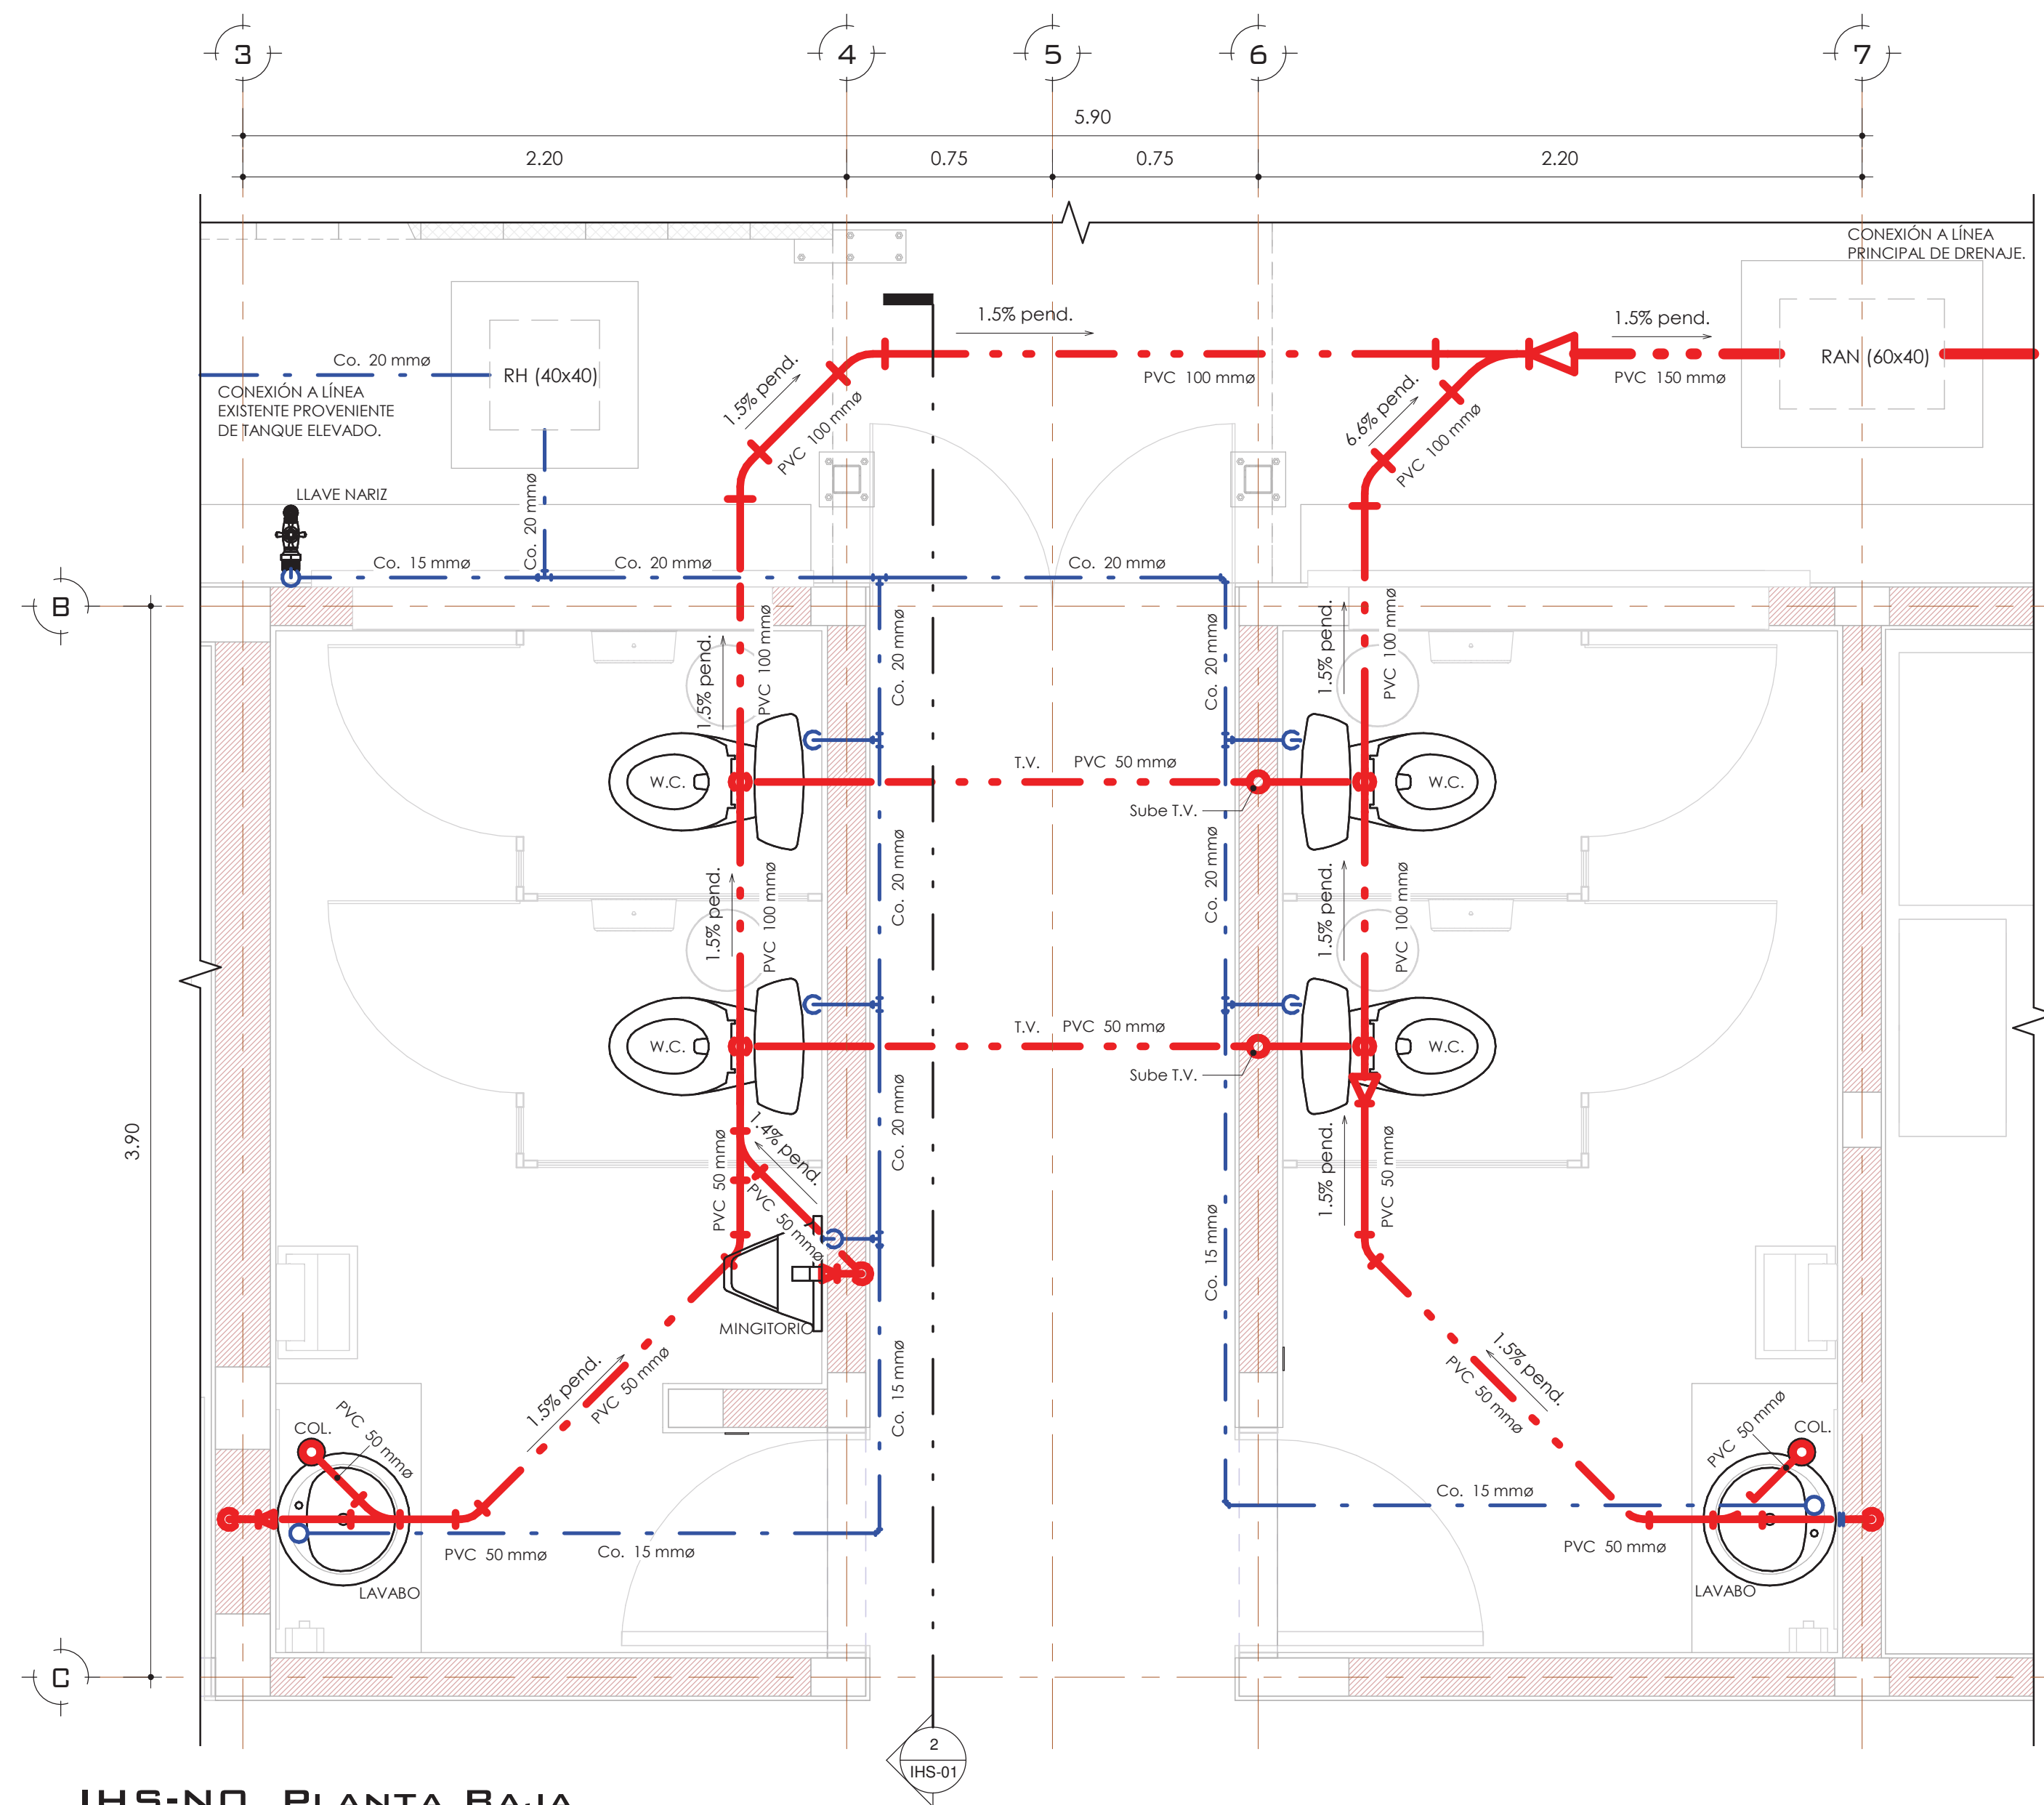 3
4
5
6
7
5.90
2.20
0.75
0.75
2.20
CONEXIÓN A LÍNEA
PRINCIPAL DE DRENAJE.
1.5% pend.
1.5% pend.
Co. 20 mmø
RH (40x40)
PVC 100 mmø
PVC 150 mmø
RAN (60x40)
CONEXIÓN A LÍNEA
EXISTENTE PROVENIENTE
DE TANQUE ELEVADO.
1.5% pend.
PVC 100 mmø
6.6% pend.
PVC 100 mmø
LLAVE NARIZ
Co. 20 mmø
Co. 15 mmø
Co. 20 mmø
Co. 20 mmø
B
1.5% pend.
PVC 100 mmø
Co. 20 mmø
Co. 20 mmø
1.5% pend.
PVC 100 mmø
W.C.
T.V.
PVC 50 mmø
W.C.
Sube T.V.
1.5% pend.
PVC 100 mmø
Co. 20 mmø
Co. 20 mmø
1.5% pend.
PVC 100 mmø
W.C.
T.V.
PVC 50 mmø
W.C.
Sube T.V.
3.90
PVC 50 mmø
1.4% pend.
PVC 50 mmø
Co. 20 mmø
1.5% pend.
PVC 50 mmø
Co. 15 mmø
MINGITORIO
1.5% pend.
PVC 50 mmø
Co. 15 mmø
1.5% pend.
PVC 50 mmø
COL.
PVC 50 mmø
PVC 50 mmø
COL.
Co. 15 mmø
PVC 50 mmø
Co. 15 mmø
PVC 50 mmø
LAVABO
LAVABO
C
2
IHS-01
IHS-N0 PLANTA BAJA